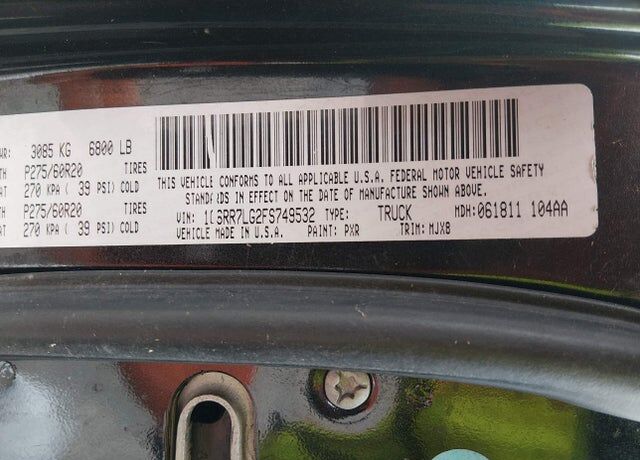 3085 KG 6800 LB
P275/60R20 TIRES
270 KPA ( 39 PSI) COLD
P275/60R20 TIRES
270 KPA ( 39 PSI) COLD
THIS VEHICLE CONFORMS TO ALL APPLICABLE U.S.A. FEDERAL MOTOR VEHICLE SAFETY
STANDARDS IN EFFECT ON THE DATE OF MANUFACTURE SHOWN ABOVE.
VIN: TYPE: TRUCK MDH:061811 104AA
VEHICLE MADE IN U.S.A. PAINT: PXR TRIM: MJX8